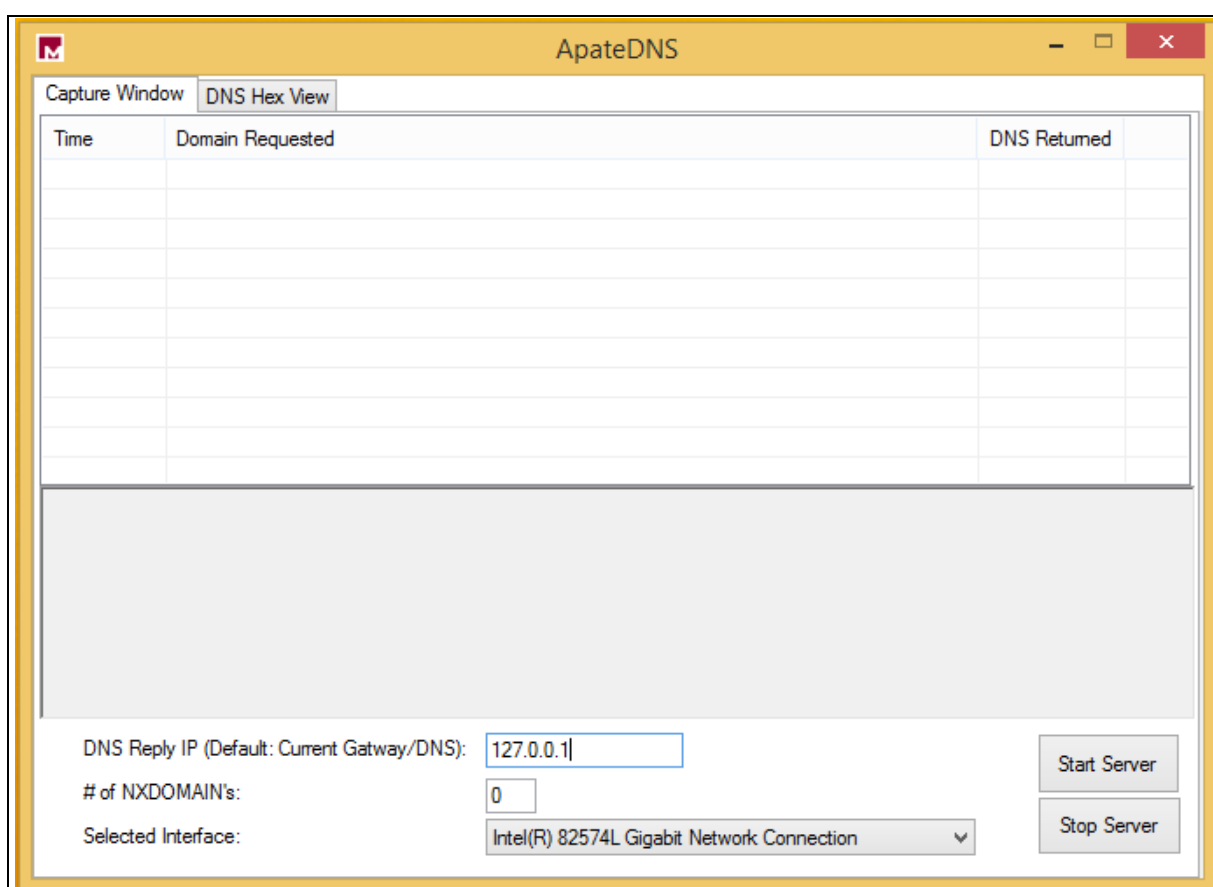 ApateDNS
Capture Window DNS Hex View
Time Domain Requested DNS Returned
DNS Reply IP (Default: Current Gatway/DNS): 127.0.0.1
Start Server
# of NXDOMAIN's: 0
Selected Interface: Intel(R) 82574L Gigabit Network Connection
Stop Server